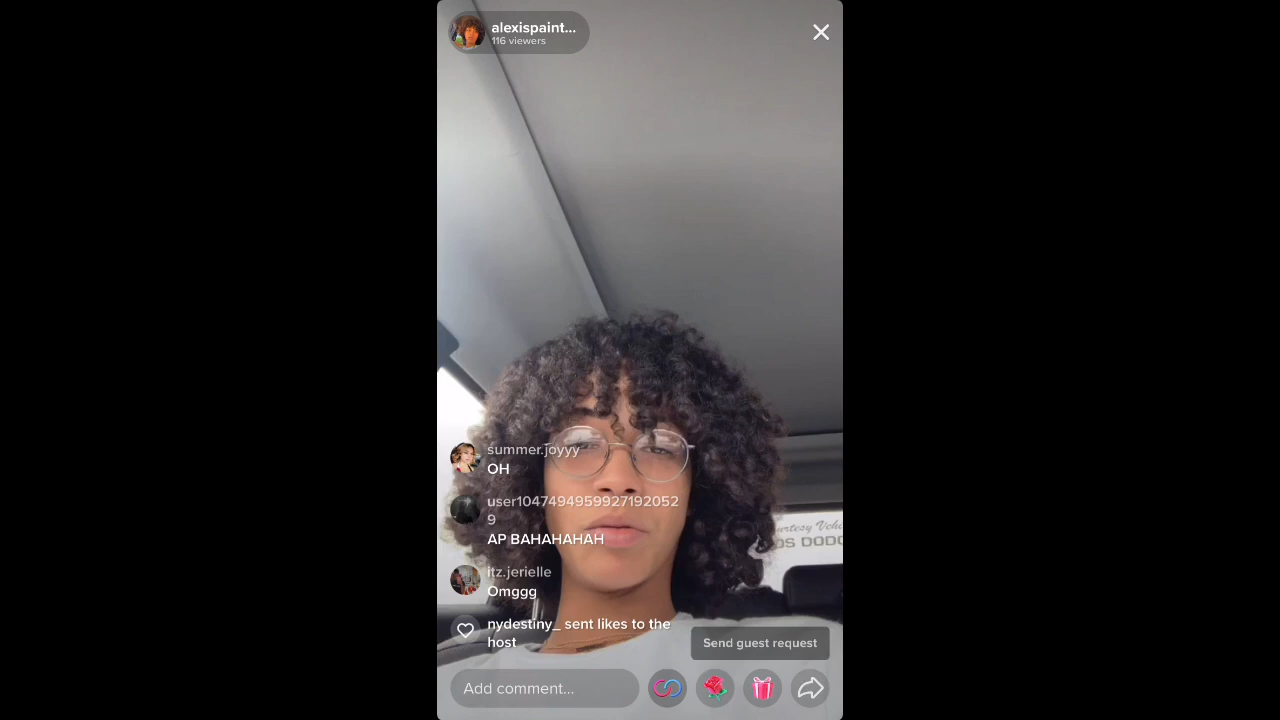 alexispaint...
116 viewers
summer.joyyy
OH
user1047494959927192052
9
AP BAHAHAHAH
itz.jerielle
Omggg
nydestiny_ sent likes to the
host
Send guest request
Add comment...